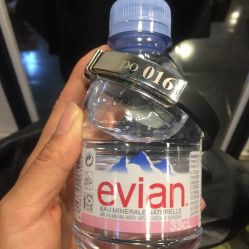 po 016
evian
EAU MINERALE NATURELLE
33cl